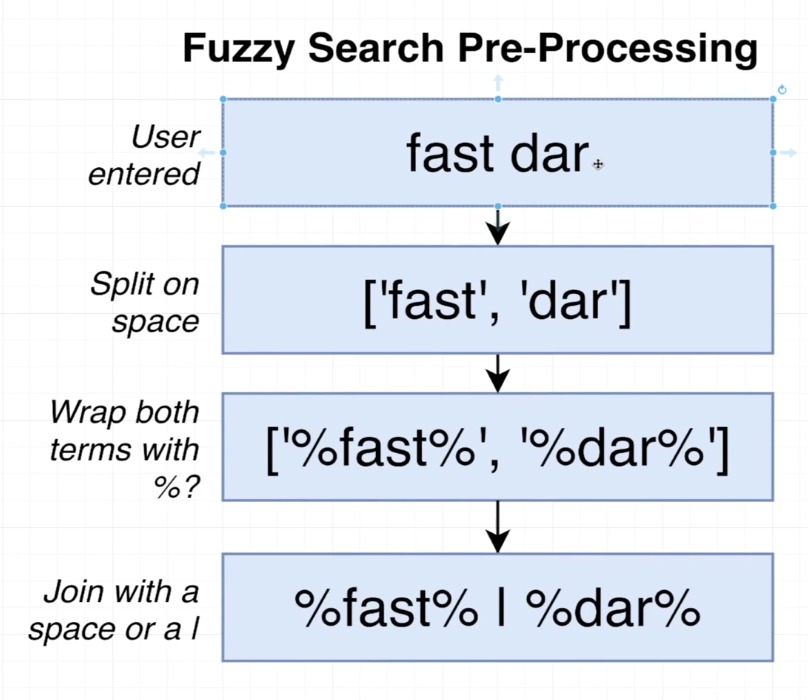 Fuzzy Search Pre-Processing
User
entered
fast dar
Split on
space
['fast', 'dar']
Wrap both
terms with
%?
['%fast%', '%dar%']
Join with a
space or a |
%fast% | %dar%